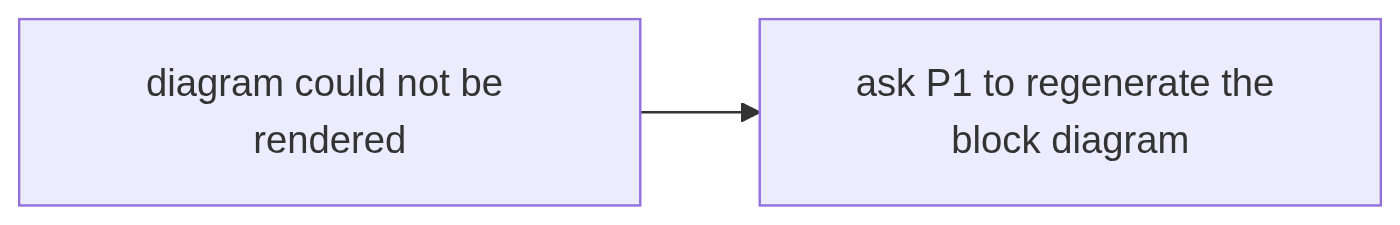 diagram could not be
rendered
ask P1 to regenerate the
block diagram